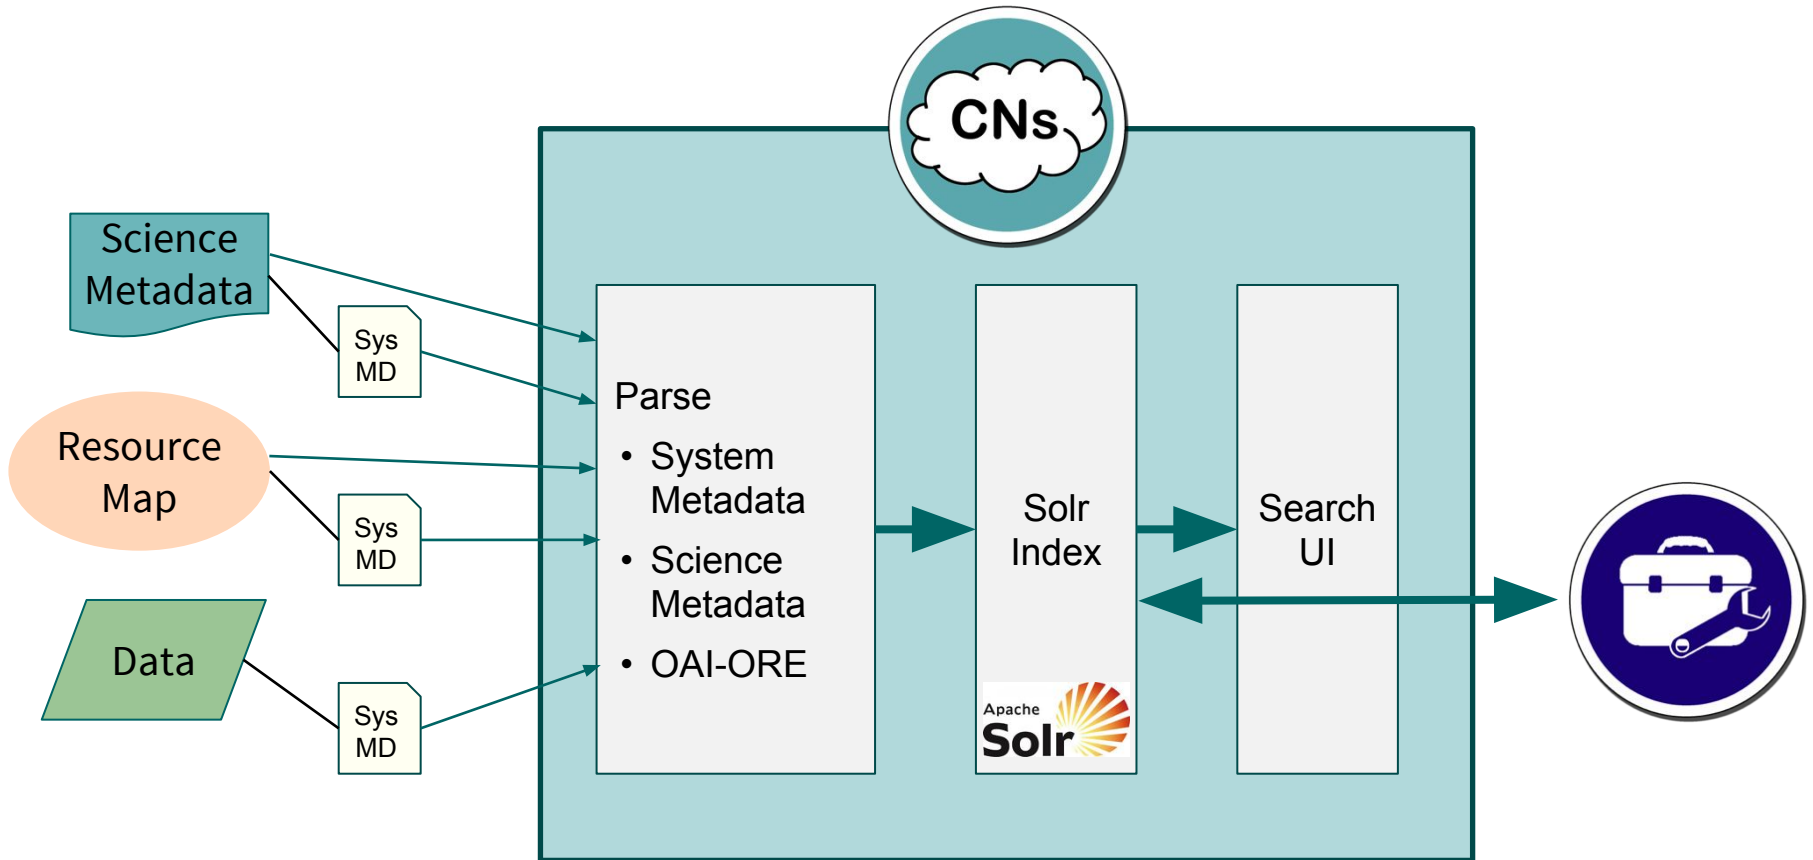 CNs
Science
Metadata
Sys
MD
Resource
Map
Sys
MD
Data
Sys
MD
Parse
• System
Metadata
• Science
Metadata
• OAI-ORE
Solr
Index
Apache
Solr
Search
UI